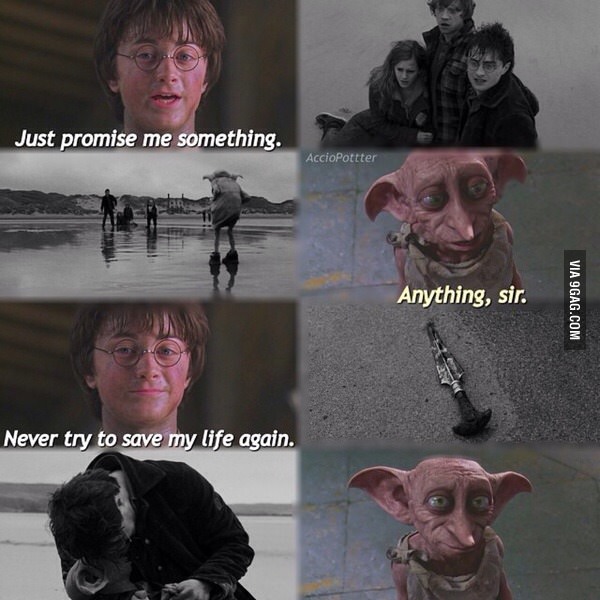 Just promise me something.
AccioPottter
Anything, sir.
VIA 9GAG.COM
Never try to save my life again.